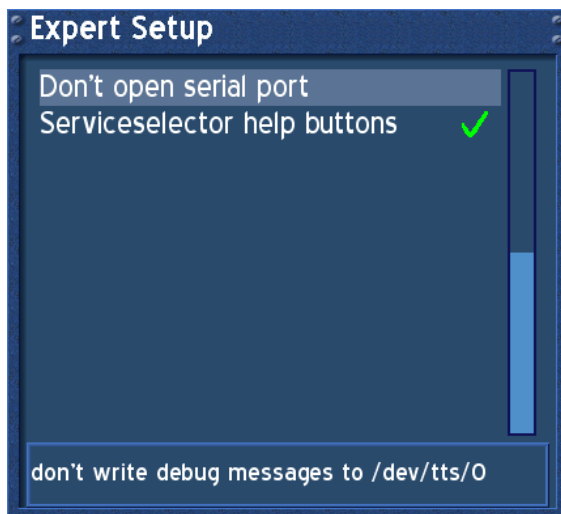 Expert Setup
Don't open serial port
Serviceselector help buttons
don't write debug messages to /dev/tts/0